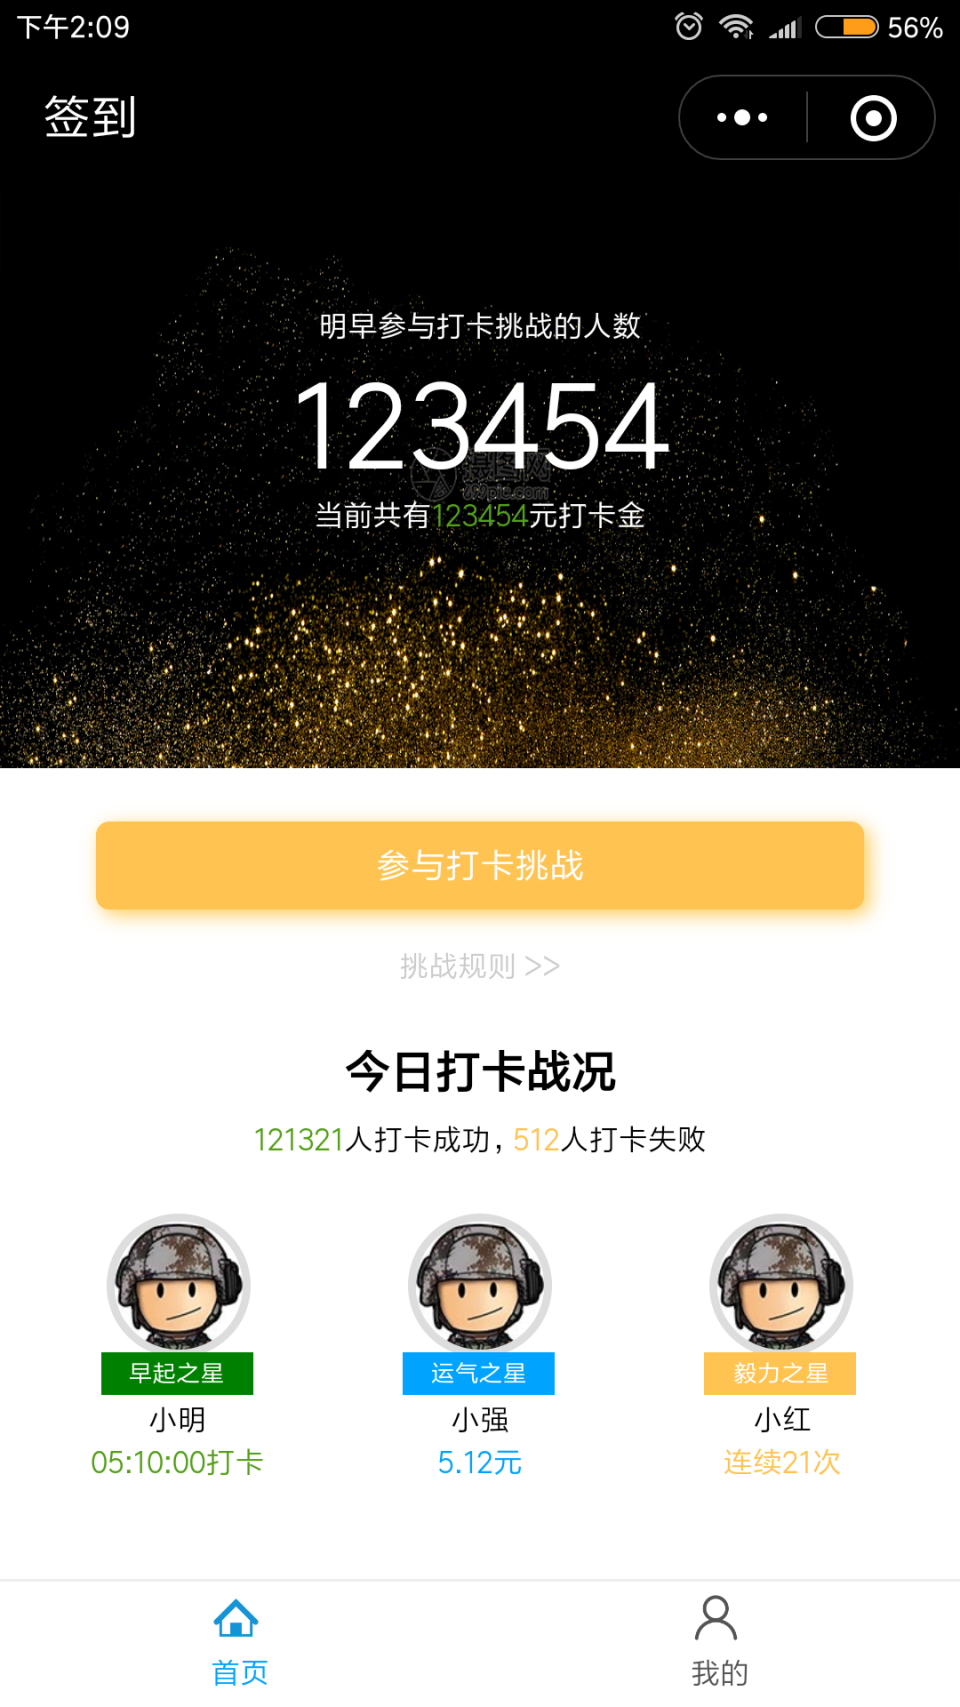 下午2:09
56%
签到
明早参与打卡挑战的人数
123454
当前共有123454元打卡金
参与打卡挑战
挑战规则 >>
今日打卡战况
121321人打卡成功，512人打卡失败
早起之星
运气之星
毅力之星
小明
小强
小红
05:10:00打卡
5.12元
连续21次
首页
我的